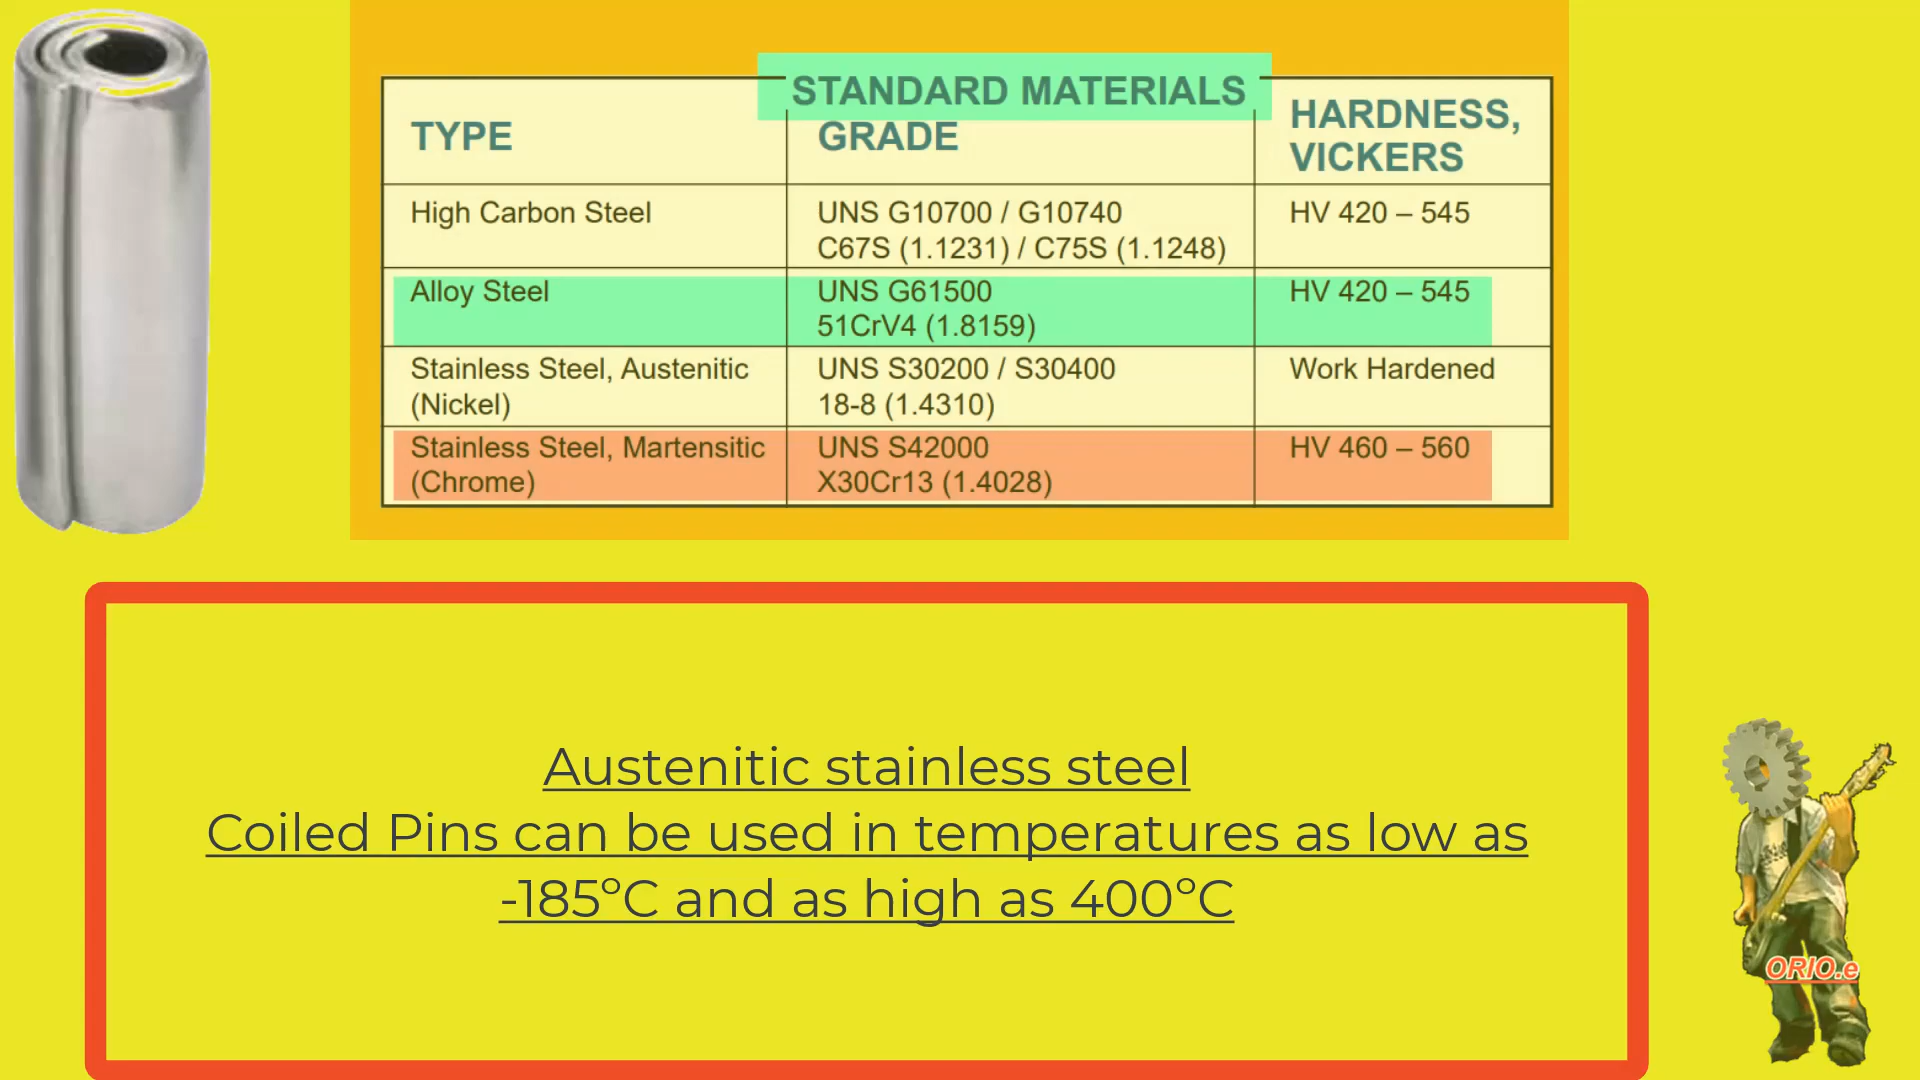 STANDARD MATERIALS
TYPE GRADE HARDNESS, VICKERS
High Carbon Steel UNS G10700 / G10740 HV 420 – 545
C67S (1.1231) / C75S (1.1248)
Alloy Steel UNS G61500 HV 420 – 545
51CrV4 (1.8159)
Stainless Steel, Austenitic UNS S30200 / S30400 Work Hardened
(Nickel) 18-8 (1.4310)
Stainless Steel, Martensitic UNS S42000 HV 460 – 560
(Chrome) X30Cr13 (1.4028)
Austenitic stainless steel
Coiled Pins can be used in temperatures as low as
-185ºC and as high as 400ºC
ORIO.e